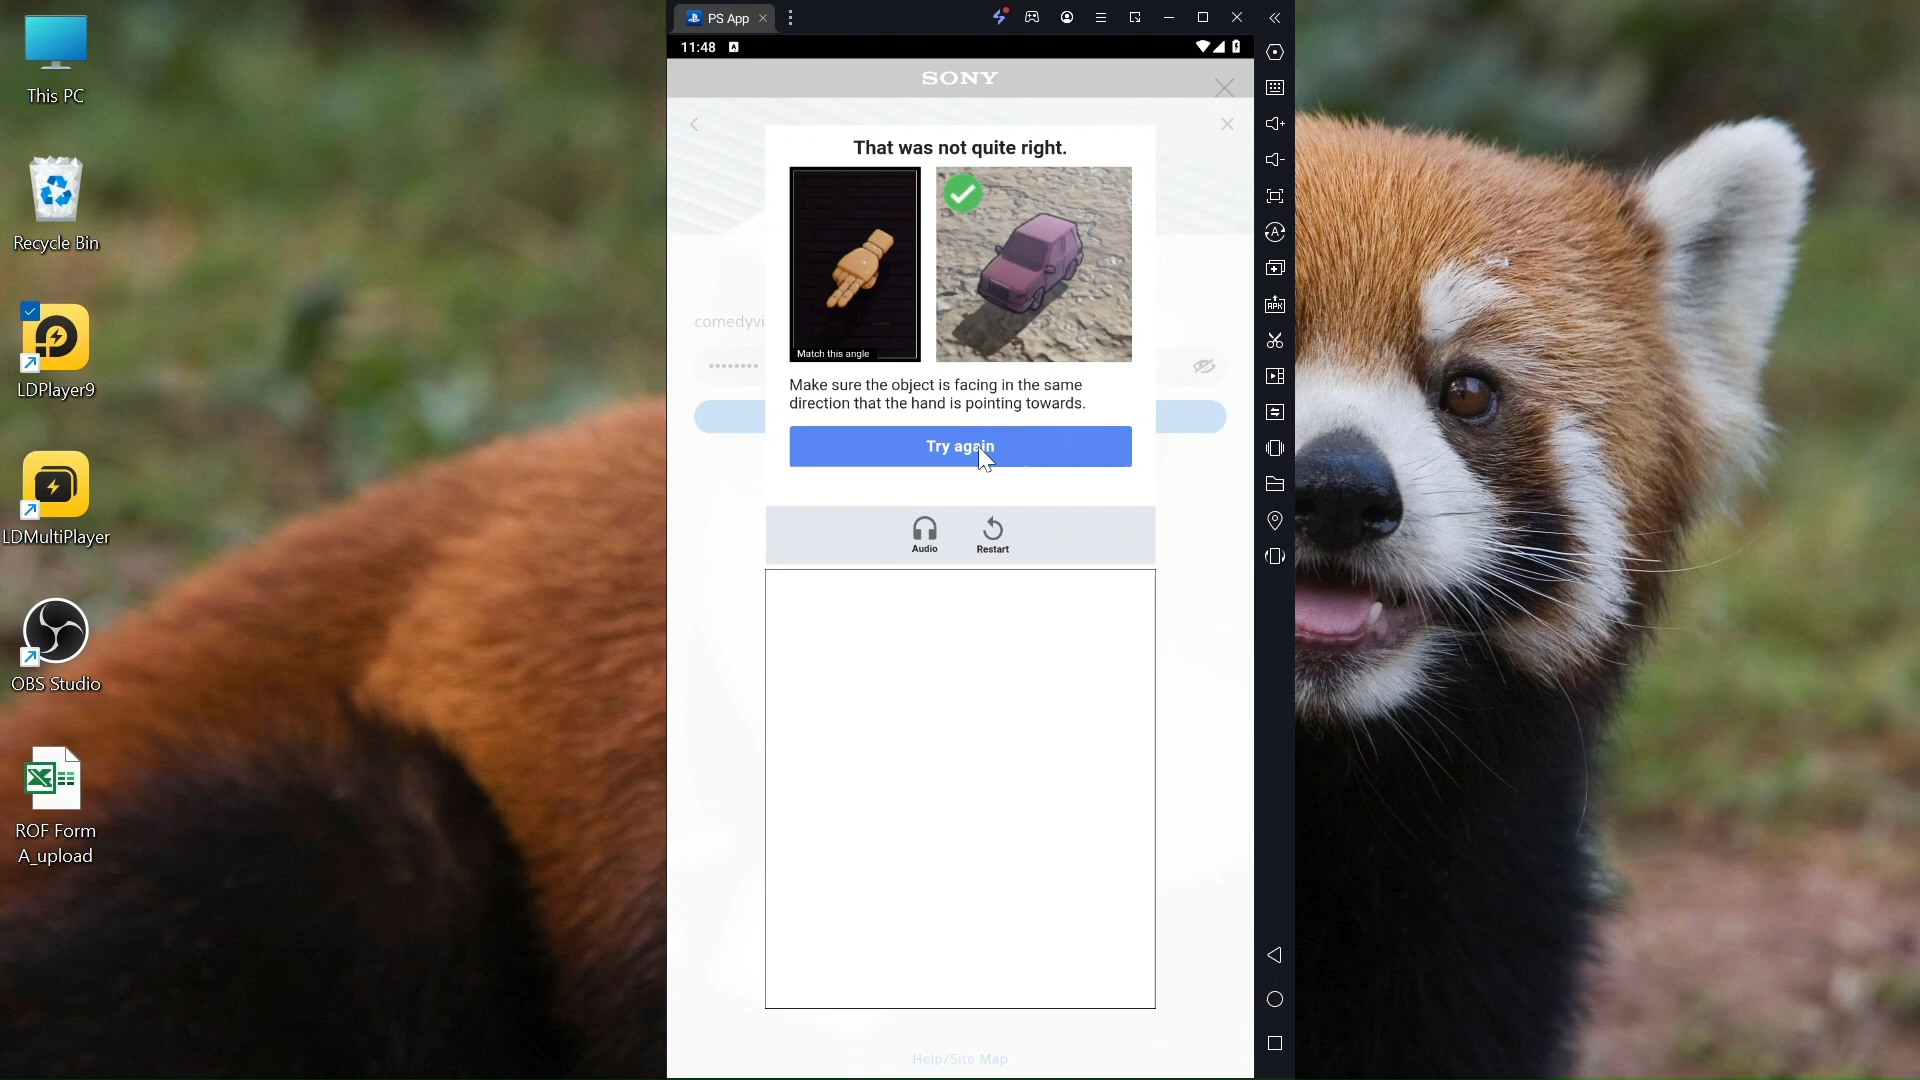 This PC
Recycle Bin
LDPlayer9
LDMultiPlayer
OBS Studio
ROF Form
A_upload
PS App
11:48
SONY
That was not quite right.
Match this angle
comedyvi
Make sure the object is facing in the same
direction that the hand is pointing towards.
Try again
Audio
Restart
Help/Site Map
APK